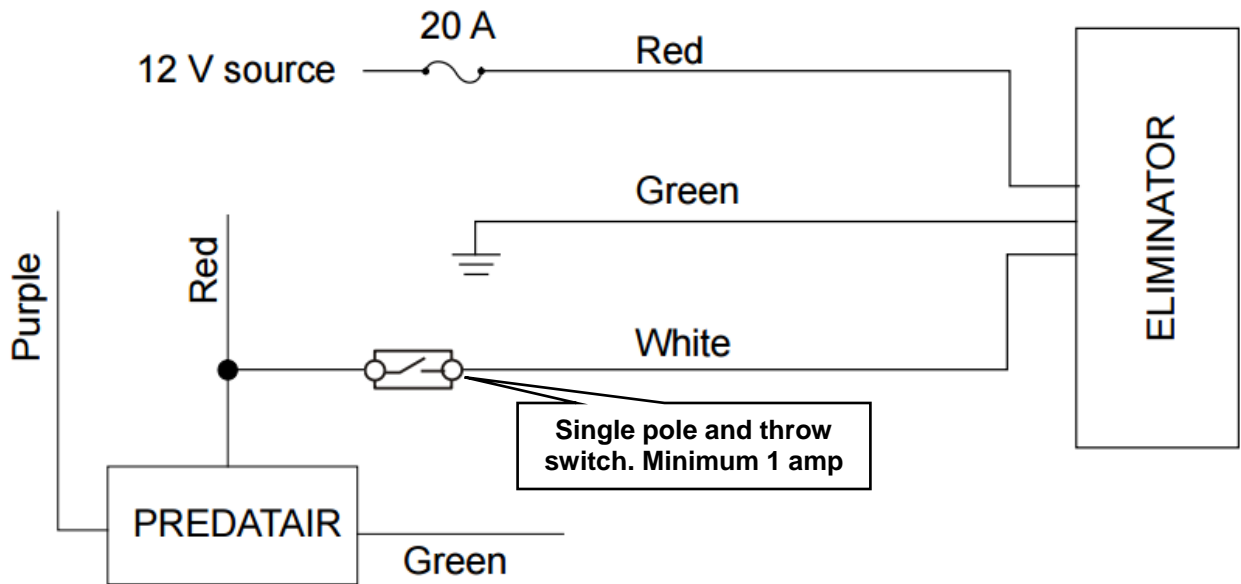 20 A
12 V source
Red
Green
Purple
Red
White
Single pole and throw
switch. Minimum 1 amp
PREDATAIR
Green
ELIMINATOR